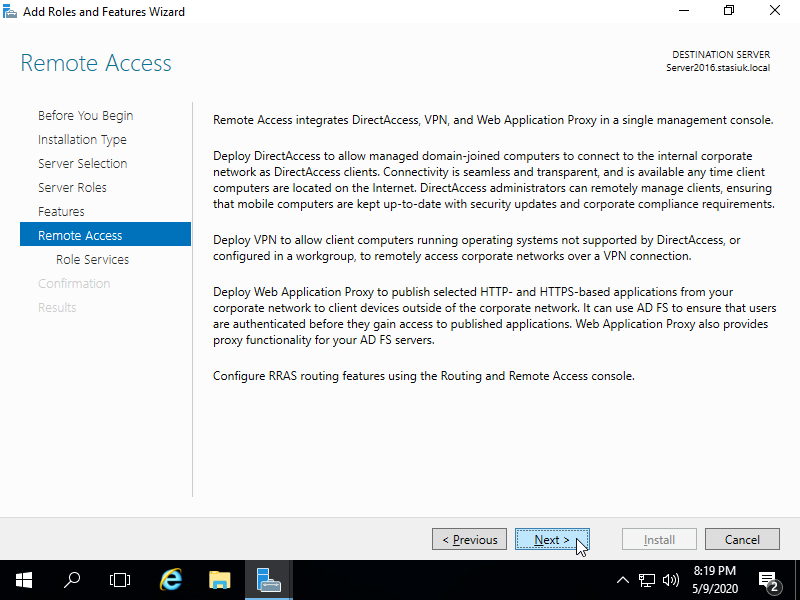 Add Roles and Features Wizard
Remote Access
DESTINATION SERVER
Server2016.stasiuk.local
Before You Begin
Installation Type
Server Selection
Server Roles
Features
Remote Access
Role Services
Confirmation
Results
Remote Access integrates DirectAccess, VPN, and Web Application Proxy in a single management console.
Deploy DirectAccess to allow managed domain-joined computers to connect to the internal corporate
network as DirectAccess clients. Connectivity is seamless and transparent, and is available any time client
computers are located on the Internet. DirectAccess administrators can remotely manage clients, ensuring
that mobile computers are kept up-to-date with security updates and corporate compliance requirements.
Deploy VPN to allow client computers running operating systems not supported by DirectAccess, or
configured in a workgroup, to remotely access corporate networks over a VPN connection.
Deploy Web Application Proxy to publish selected HTTP- and HTTPS-based applications from your
corporate network to client devices outside of the corporate network. It can use AD FS to ensure that users
are authenticated before they gain access to published applications. Web Application Proxy also provides
proxy functionality for your AD FS servers.
Configure RRAS routing features using the Routing and Remote Access console.
< Previous
Next >
Install
Cancel
8:19 PM
5/9/2020
2